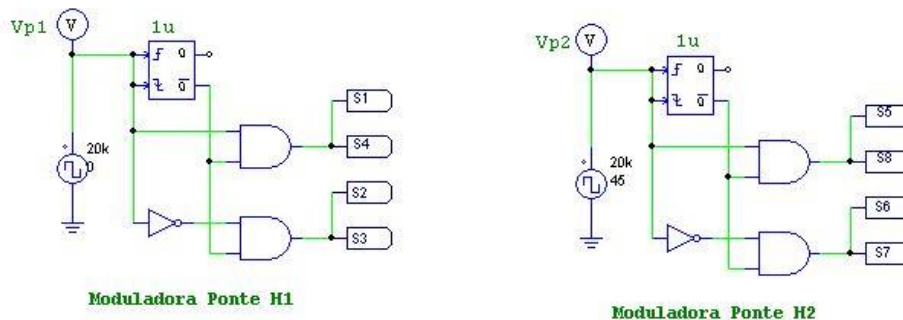 Vp1
V
1u
Q
Q
S1
S4
20k
0
S2
S3
Moduladora Ponte H1
Vp2
V
1u
Q
Q
S5
S8
20k
45
S6
S7
Moduladora Ponte H2